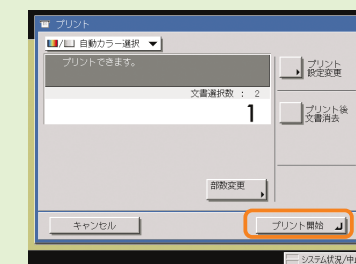 プリント
自動カラー選択
プリントできます。
プリント
設定変更
文書選択数 : 2
1
プリント後
文書消去
部数変更
キャンセル
プリント開始
システム状況/中止